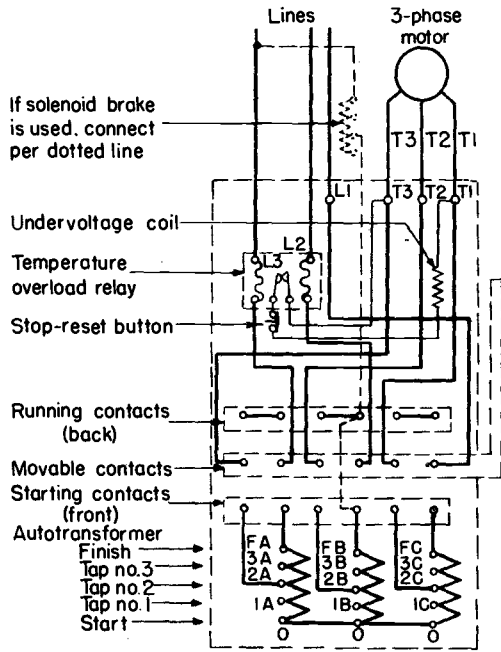 Lines
3-phase
motor
If solenoid brake
is used, connect
per dotted line
T3 T2 T1
L1 T3 T2 T1
Undervoltage coil
L2
Temperature
overload relay
L3
Stop-reset button
Running contacts
(back)
Movable contacts
Starting contacts
(front)
Autotransformer
Finish
Tap no.3
Tap no.2
Tap no.1
Start
FA FB FC
3A 3B 3C
2A 2B 2C
1A 1B 1C
0 0 0